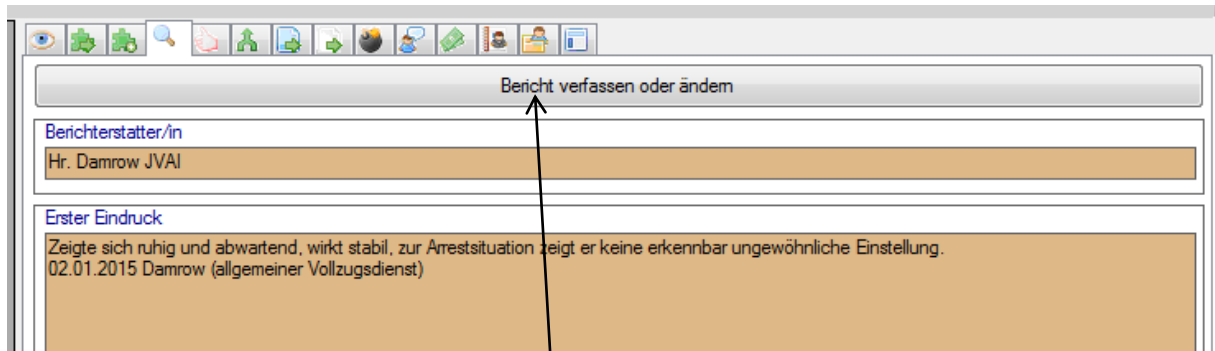 Bericht verfassen oder ändern
Berichterstatter/in
Hr. Damrow JVAI
Erster Eindruck
Zeigte sich ruhig und abwartend, wirkt stabil, zur Arrestsituation zeigt er keine erkennbar ungewöhnliche Einstellung.
02.01.2015 Damrow (allgemeiner Vollzugsdienst)